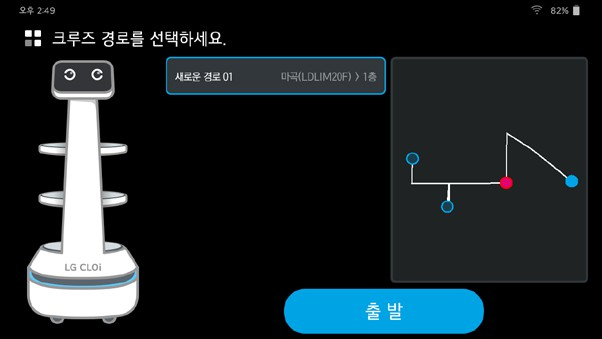 오후 2:49
82%
크루즈 경로를 선택하세요.
새로운 경로 01
마곡(LDLIM20F) > 1층
LG CLOi
출 발